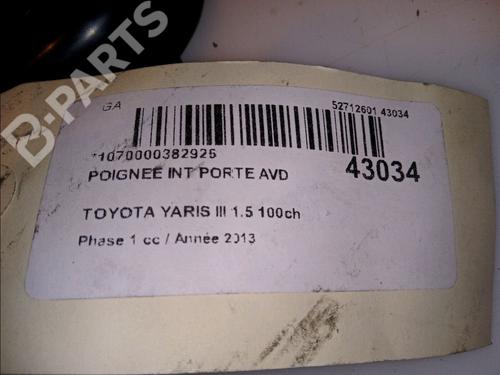 B-PARTS
GA
52712601 43034
*1070000382925
43034
POIGNEE INT PORTE AVD
TOYOTA YARIS III 1.5 100ch
Phase 1 cc / Année 2013